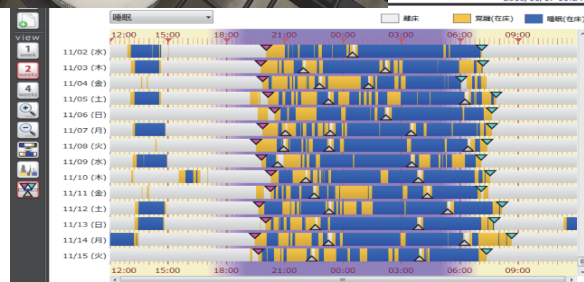 睡眠
離床 覚醒(在床) 睡眠(在床)
view
12:00 15:00 18:00 21:00 00:00 03:00 06:00 09:00
1 week
2 weeks
4 weeks
11/02 (水)
11/03 (木)
11/04 (金)
11/05 (土)
11/06 (日)
11/07 (月)
11/08 (火)
11/09 (水)
11/10 (木)
11/11 (金)
11/12 (土)
11/13 (日)
11/14 (月)
11/15 (火)
12:00 15:00 18:00 21:00 00:00 03:00 06:00 09:00